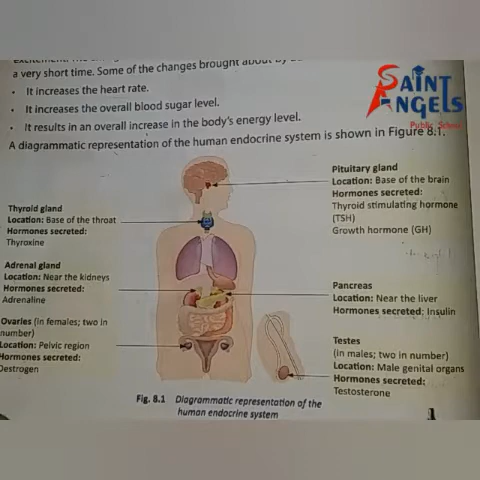 a very short time. Some of the changes brought about by
• It increases the heart rate.
• It increases the overall blood sugar level.
• It results in an overall increase in the body's energy level.
A diagrammatic representation of the human endocrine system is shown in Figure 8.1.
SAINT
ANGELS
Public School
Pituitary gland
Location: Base of the brain
Hormones secreted:
Thyroid stimulating hormone
(TSH)
Growth hormone (GH)
Thyroid gland
Location: Base of the throat
Hormones secreted:
Thyroxine
Adrenal gland
Location: Near the kidneys
Hormones secreted:
Adrenaline
Pancreas
Location: Near the liver
Hormones secreted: Insulin
Ovaries (in females; two in
number)
Location: Pelvic region
Hormones secreted:
Oestrogen
Testes
(in males; two in number)
Location: Male genital organs
Hormones secreted:
Testosterone
Fig. 8.1 Diagrammatic representation of the
human endocrine system